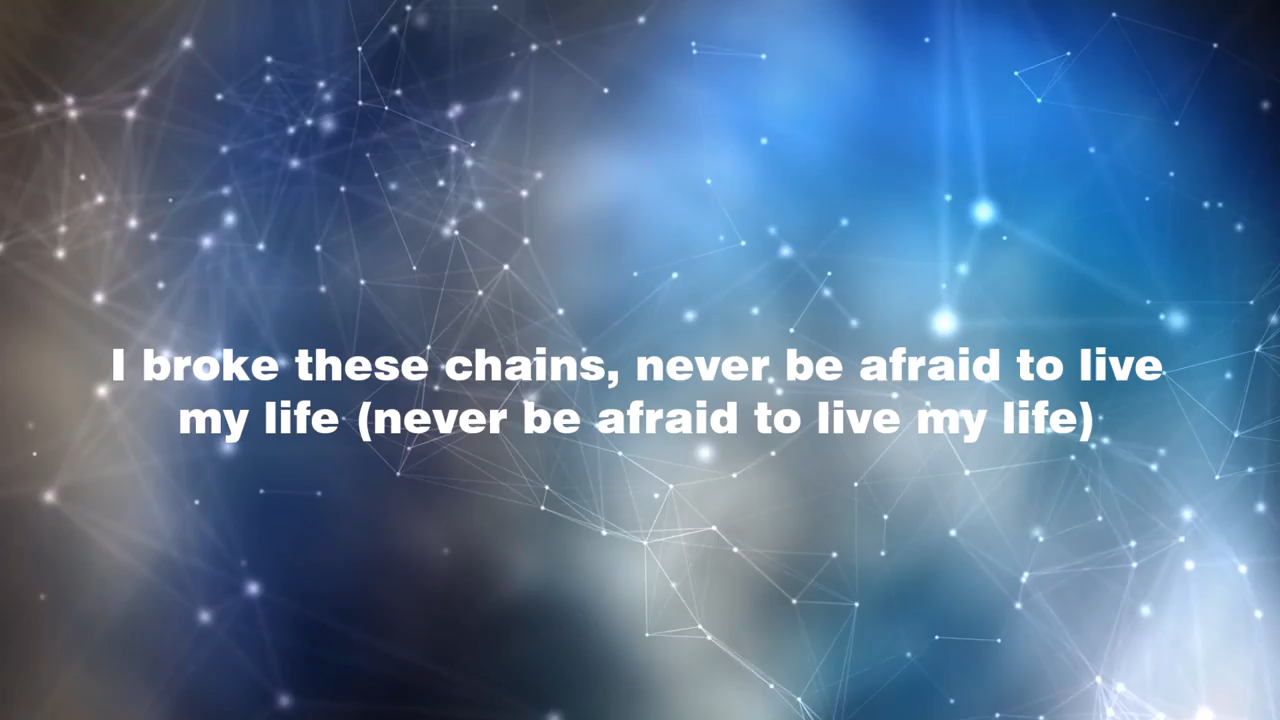 I broke these chains, never be afraid to live
my life (never be afraid to live my life)